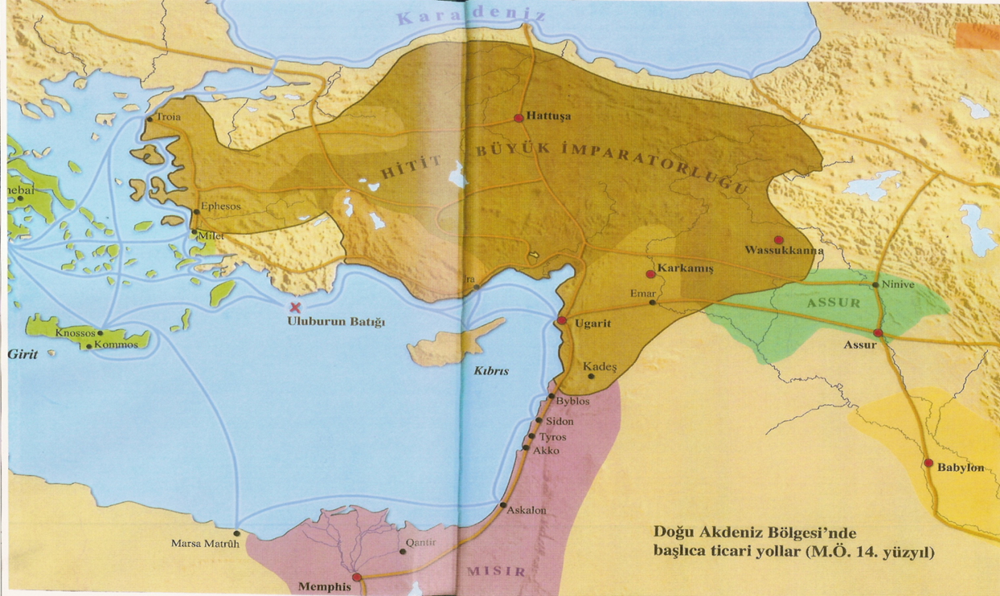 Karadeniz
Troia
Hattuşa
HİTİT BÜYÜK İMPARATORLUĞU
Ephesos
Milet
Wassukkanna
Karkamış
Ninive
Emar
ASSUR
Uluburun Batığı
Ugarit
Assur
Knossos
Kommos
Girit
Kıbrıs
Kadeş
Byblos
Sidon
Tyros
Akko
Babylon
Askalon
Marsa Matrûh
Qantir
Memphis
MISIR
Doğu Akdeniz Bölgesi’nde
başlıca ticari yollar (M.Ö. 14. yüzyıl)